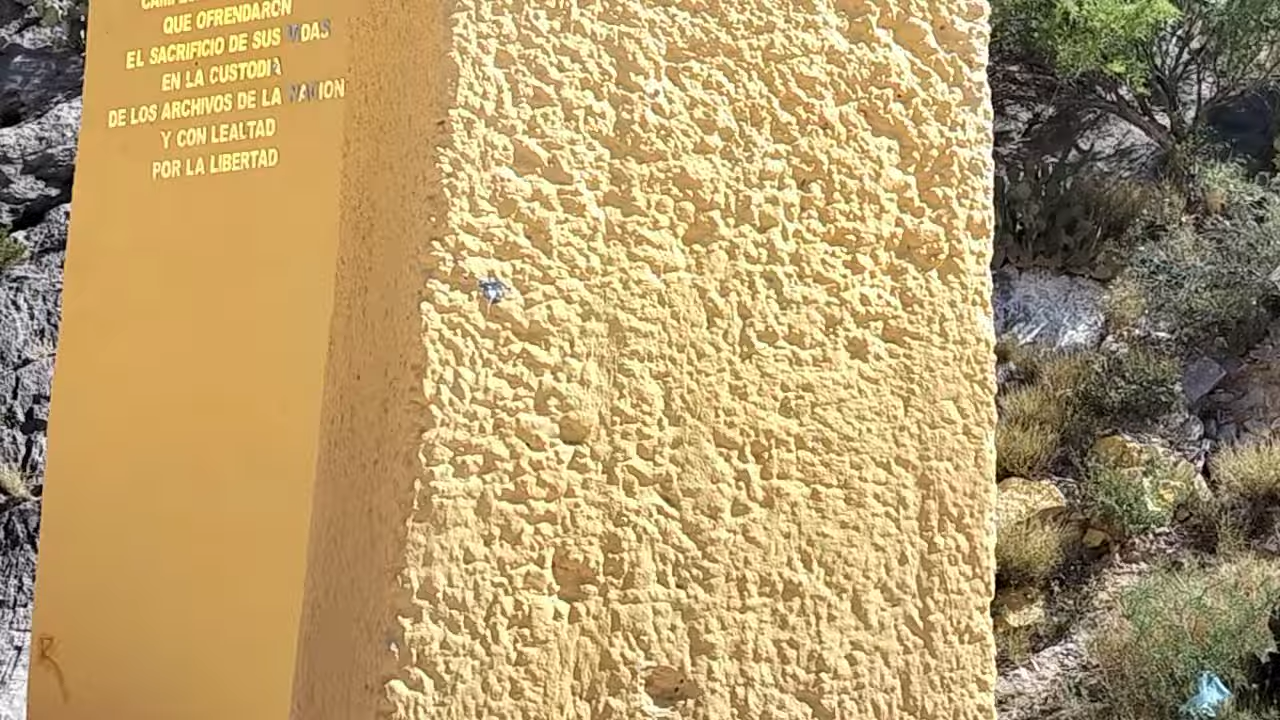 QUE OFRENDARON
EL SACRIFICIO DE SUS VIDAS
EN LA CUSTODIA
DE LOS ARCHIVOS DE LA NACION
Y CON LEALTAD
POR LA LIBERTAD
R